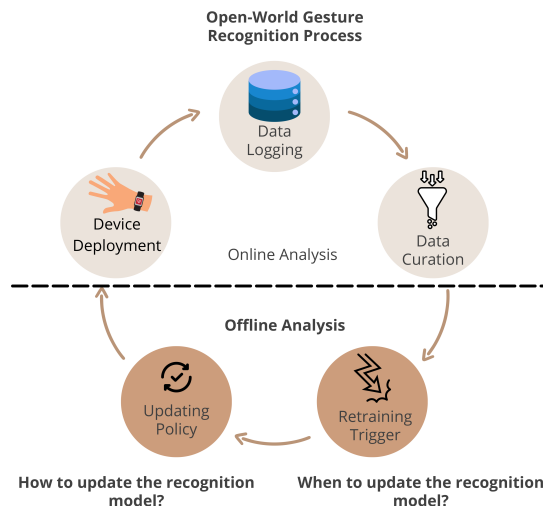 Open-World Gesture
Recognition Process
Data
Logging
Device
Deployment
Data
Curation
Online Analysis
Offline Analysis
Updating
Policy
Retraining
Trigger
How to update the recognition
model?
When to update the recognition
model?